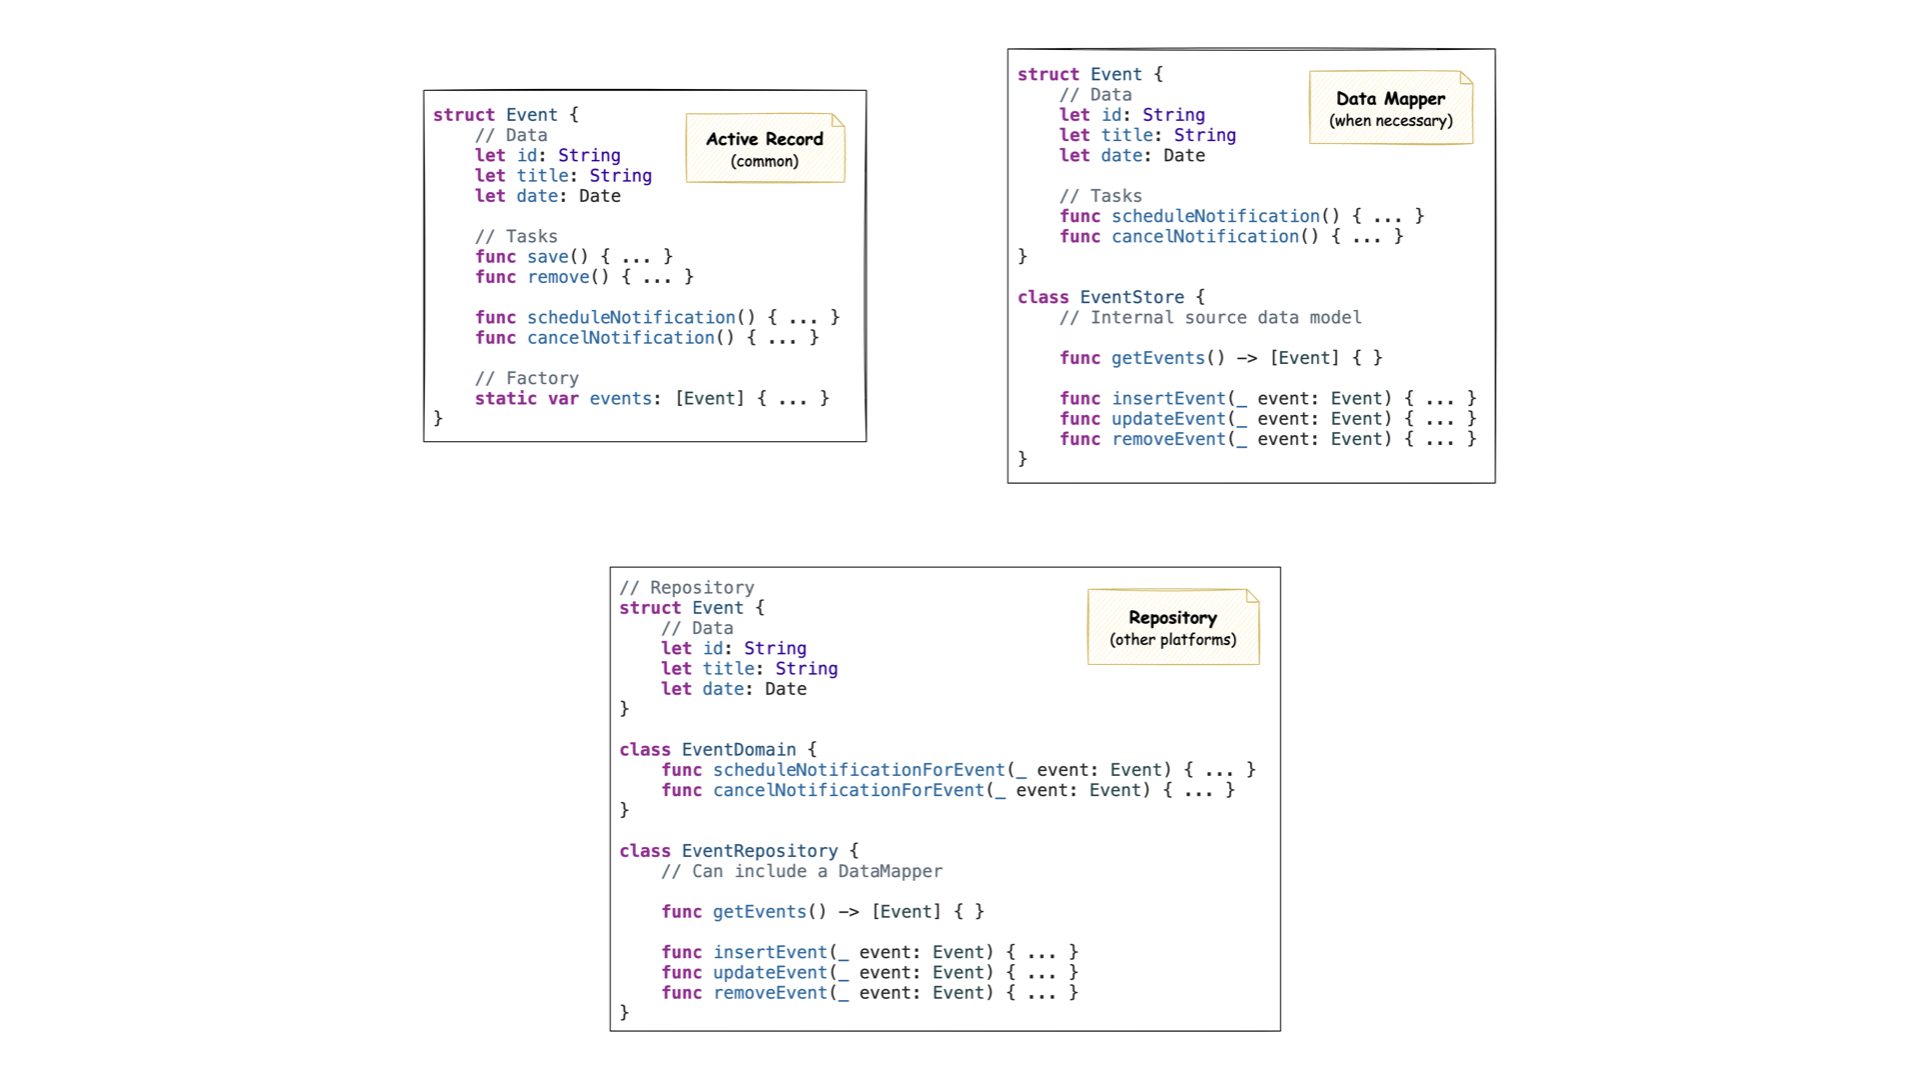 struct Event {
// Data
let id: String
let title: String
let date: Date
// Tasks
func save() { ... }
func remove() { ... }
func scheduleNotification() { ... }
func cancelNotification() { ... }
// Factory
static var events: [Event] { ... }
}
Active Record
(common)
struct Event {
// Data
let id: String
let title: String
let date: Date
// Tasks
func scheduleNotification() { ... }
func cancelNotification() { ... }
}
class EventStore {
// Internal source data model
func getEvents() -> [Event] { }
func insertEvent(_ event: Event) { ... }
func updateEvent(_ event: Event) { ... }
func removeEvent(_ event: Event) { ... }
}
Data Mapper
(when necessary)
// Repository
struct Event {
// Data
let id: String
let title: String
let date: Date
}
class EventDomain {
func scheduleNotificationForEvent(_ event: Event) { ... }
func cancelNotificationForEvent(_ event: Event) { ... }
}
class EventRepository {
// Can include a DataMapper
func getEvents() -> [Event] { }
func insertEvent(_ event: Event) { ... }
func updateEvent(_ event: Event) { ... }
func removeEvent(_ event: Event) { ... }
}
Repository
(other platforms)